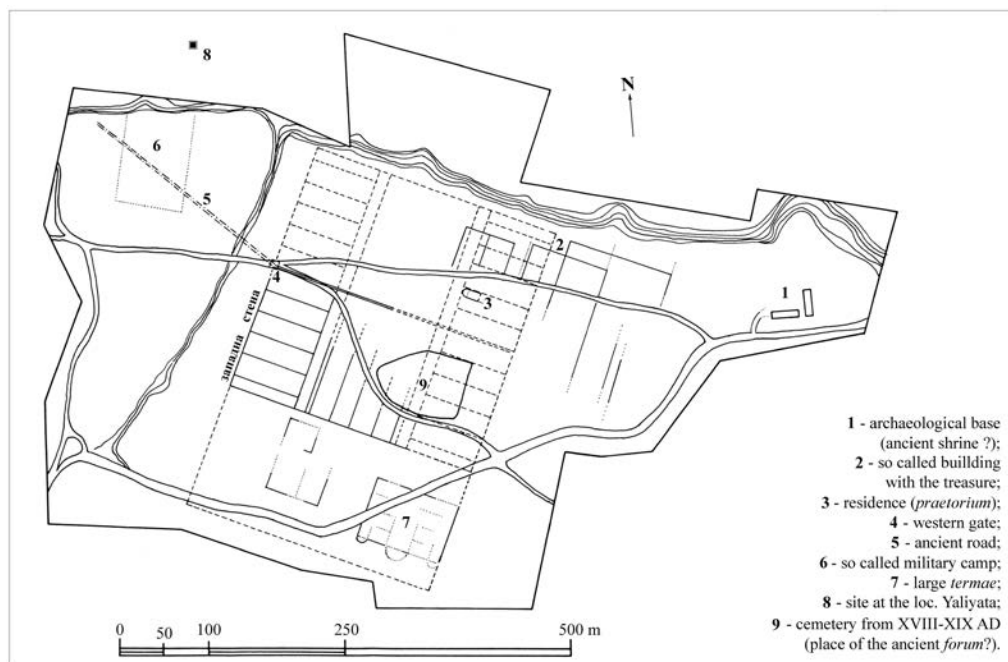 8
N
6
5
2
4
3
1
западна стена
9
7
1 - archaeological base
(ancient shrine ?);
2 - so called buillding
with the treasure;
3 - residence (praetorium);
4 - western gate;
5 - ancient road;
6 - so called military camp;
7 - large termae;
8 - site at the loc. Yaliyata;
9 - cemetery from XVIII-XIX AD
(place of the ancient forum?).
0 50 100 250 500 m